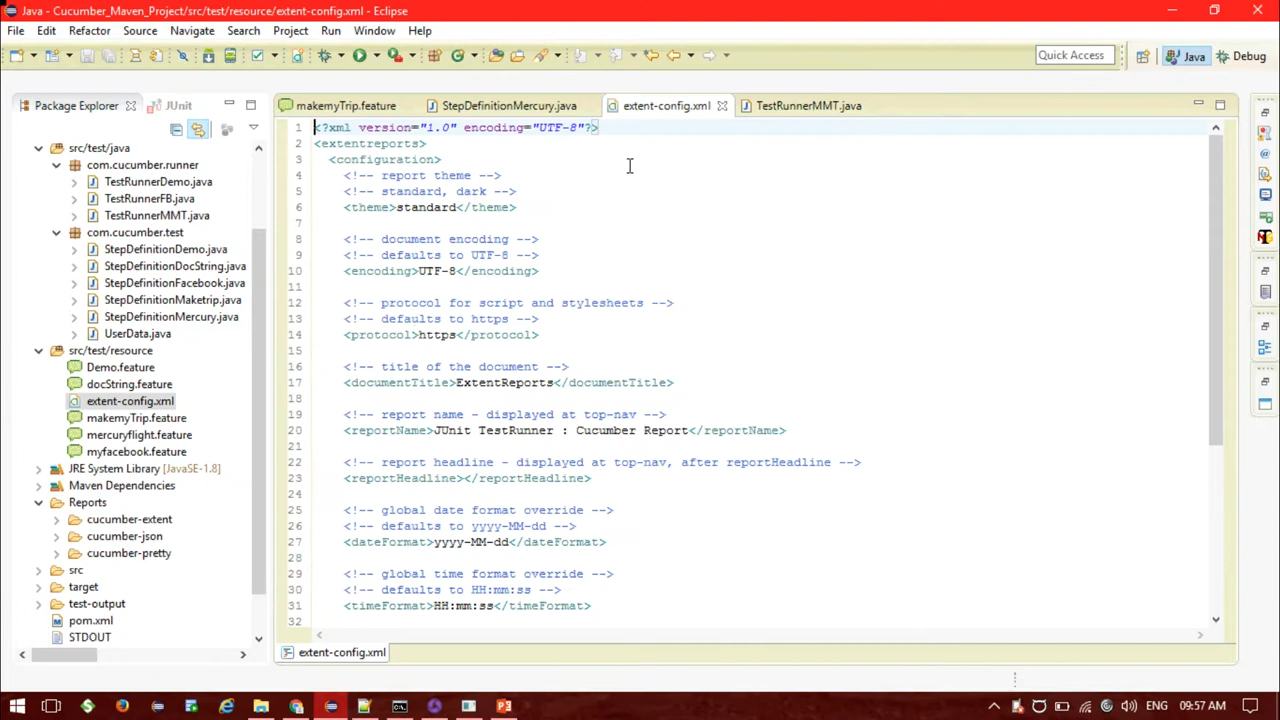 Java - Cucumber_Maven_Project/src/test/resource/extent-config.xml - Eclipse
File Edit Refactor Source Navigate Search Project Run Window Help
Quick Access
Java
Debug
Package Explorer
JUnit
makemyTrip.feature
StepDefinitionMercury.java
extent-config.xml
TestRunnerMMT.java
src/test/java
com.cucumber.runner
TestRunnerDemo.java
TestRunnerFB.java
TestRunnerMMT.java
com.cucumber.test
StepDefinitionDemo.java
StepDefinitionDocString.java
StepDefinitionFacebook.java
StepDefinitionMaketrip.java
StepDefinitionMercury.java
UserData.java
src/test/resource
Demo.feature
docString.feature
extent-config.xml
makemyTrip.feature
mercuryflight.feature
myfacebook.feature
JRE System Library [JavaSE-1.8]
Maven Dependencies
Reports
cucumber-extent
cucumber-json
cucumber-pretty
src
target
test-output
pom.xml
STDOUT
1 <?xml version="1.0" encoding="UTF-8"?>
2 <extentreports>
3 <configuration>
4 <!-- report theme -->
5 <!-- standard, dark -->
6 <theme>standard</theme>
7
8 <!-- document encoding -->
9 <!-- defaults to UTF-8 -->
10 <encoding>UTF-8</encoding>
11
12 <!-- protocol for script and stylesheets -->
13 <!-- defaults to https -->
14 <protocol>https</protocol>
15
16 <!-- title of the document -->
17 <documentTitle>ExtentReports</documentTitle>
18
19 <!-- report name - displayed at top-nav -->
20 <reportName>JUnit TestRunner : Cucumber Report</reportName>
21
22 <!-- report headline - displayed at top-nav, after reportHeadline -->
23 <reportHeadline></reportHeadline>
24
25 <!-- global date format override -->
26 <!-- defaults to yyyy-MM-dd -->
27 <dateFormat>yyyy-MM-dd</dateFormat>
28
29 <!-- global time format override -->
30 <!-- defaults to HH:mm:ss -->
31 <timeFormat>HH:mm:ss</timeFormat>
32
extent-config.xml
09:57 AM